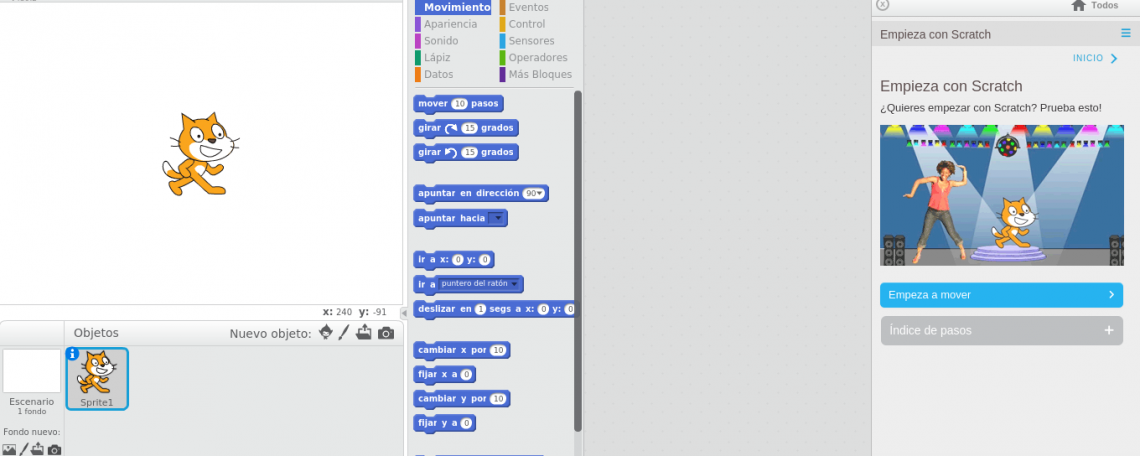 x: 240 y: -91
Objetos
Nuevo objeto:
Escenario
1 fondo
Sprite1
Fondo nuevo:
Movimiento
Eventos
Apariencia
Control
Sonido
Sensores
Lápiz
Operadores
Datos
Más Bloques
mover 10 pasos
girar 15 grados
girar 15 grados
apuntar en dirección 90
apuntar hacia
ir a x: 0 y: 0
ir a puntero del ratón
deslizar en 1 segs a x: 0 y: 0
cambiar x por 10
fijar x a 0
cambiar y por 10
fijar y a 0
Todos
Empieza con Scratch
INICIO
Empieza con Scratch
¿Quieres empezar con Scratch? Prueba esto!
Empeza a mover
Índice de pasos